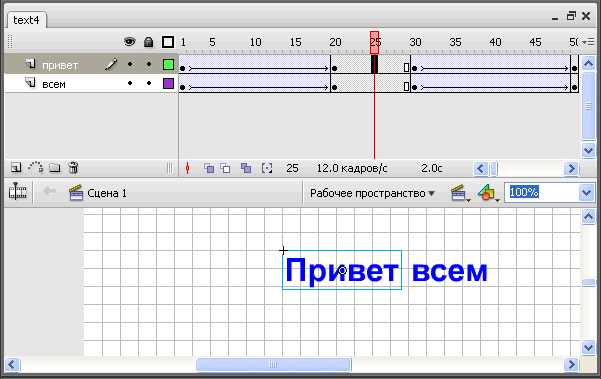 text4
1 5 10 15 20 25 30 35 40 45 50
привет
всем
25 12.0 кадров/с 2.0с
Сцена 1 Рабочее пространство 100%
Привет всем